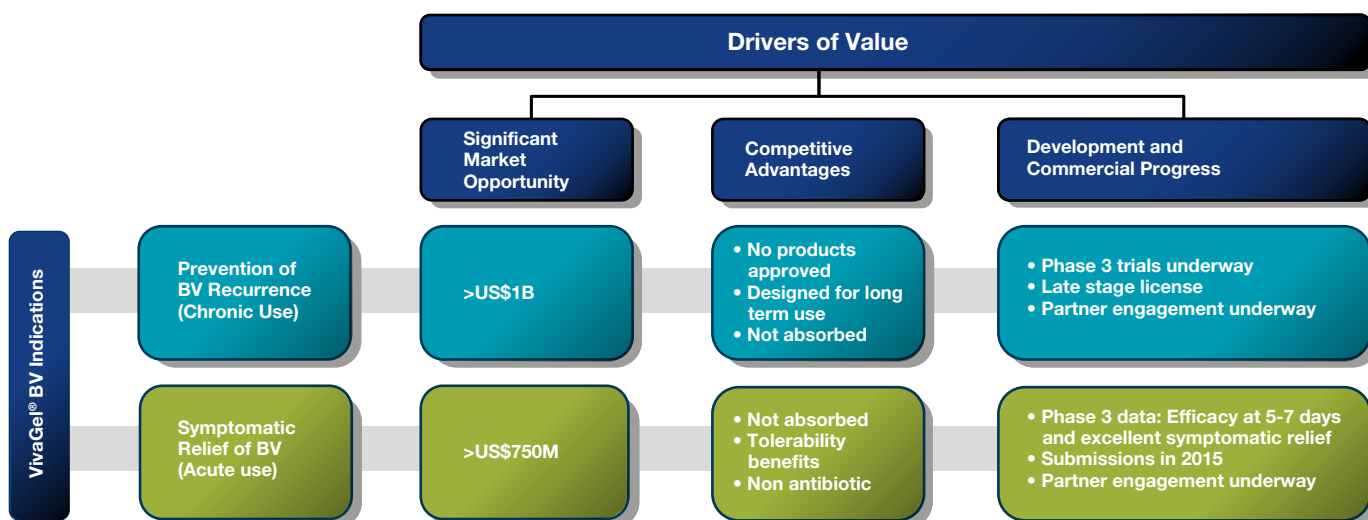 Drivers of Value
Significant
Market
Opportunity
Competitive
Advantages
Development and
Commercial Progress
VivaGel® BV Indications
Prevention of
BV Recurrence
(Chronic Use)
>US$1B
• No products
approved
• Designed for long
term use
• Not absorbed
• Phase 3 trials underway
• Late stage license
• Partner engagement underway
Symptomatic
Relief of BV
(Acute use)
>US$750M
• Not absorbed
• Tolerability
benefits
• Non antibiotic
• Phase 3 data: Efficacy at 5-7 days
and excellent symptomatic relief
• Submissions in 2015
• Partner engagement underway